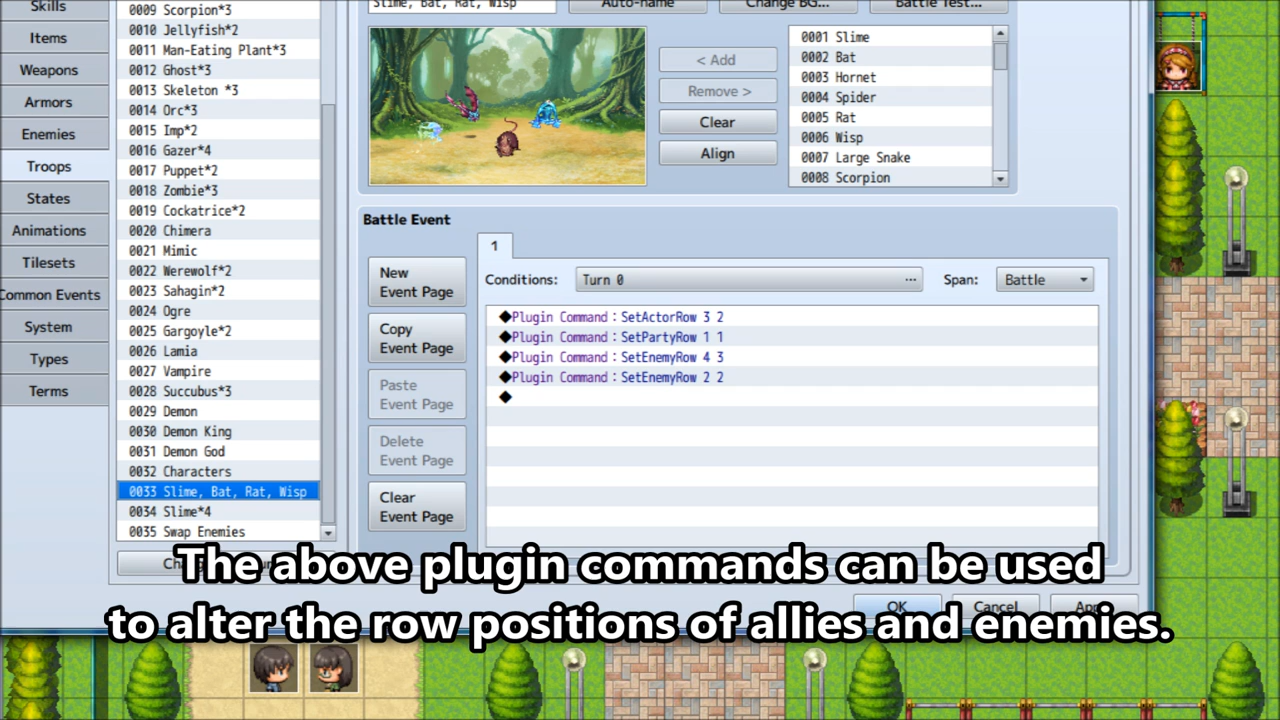 Skills
Items
Weapons
Armors
Enemies
Troops
States
Animations
Tilesets
Common Events
System
Types
Terms
0009 Scorpion*3
0010 Jellyfish*2
0011 Man-Eating Plant*3
0012 Ghost*3
0013 Skeleton *3
0014 Orc*3
0015 Imp*2
0016 Gazer*4
0017 Puppet*2
0018 Zombie*3
0019 Cockatrice*2
0020 Chimera
0021 Mimic
0022 Werewolf*2
0023 Sahagin*2
0024 Ogre
0025 Gargoyle*2
0026 Lamia
0027 Vampire
0028 Succubus*3
0029 Demon
0030 Demon King
0031 Demon God
0032 Characters
0033 Slime, Bat, Rat, Wisp
0034 Slime*4
0035 Swap Enemies
Slime, Bat, Rat, Wisp
Auto-name
Change BG...
Battle Test...
< Add
Remove >
Clear
Align
0001 Slime
0002 Bat
0003 Hornet
0004 Spider
0005 Rat
0006 Wisp
0007 Large Snake
0008 Scorpion
Battle Event
New
Event Page
Copy
Event Page
Paste
Event Page
Delete
Event Page
Clear
Event Page
1
Conditions: Turn 0 ... Span: Battle
◆Plugin Command：SetActorRow 3 2
◆Plugin Command：SetPartyRow 1 1
◆Plugin Command：SetEnemyRow 4 3
◆Plugin Command：SetEnemyRow 2 2
◆
OK
Cancel
The above plugin commands can be used
to alter the row positions of allies and enemies.